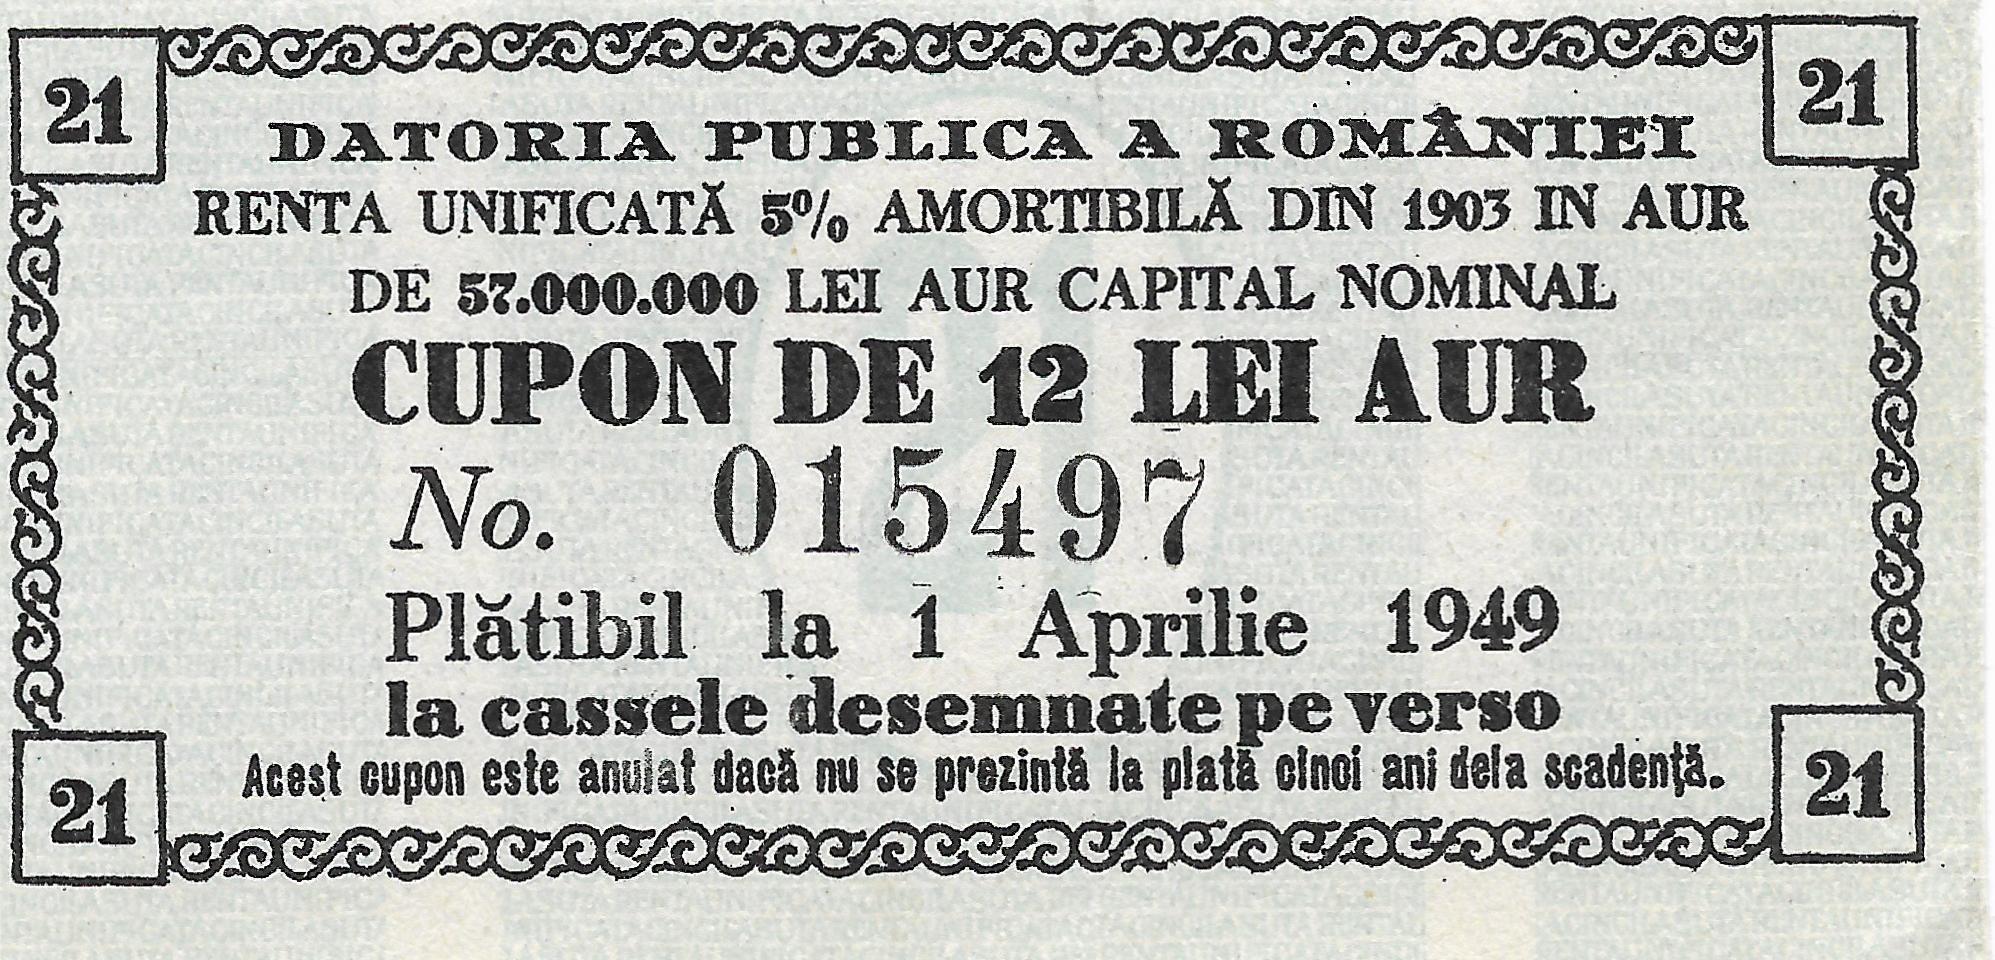 21
21
DATORIA PUBLICA A ROMÂNIEI
RENTA UNIFICATĂ 5% AMORTIBILĂ DIN 1903 IN AUR
DE 57.000.000 LEI AUR CAPITAL NOMINAL
CUPON DE 12 LEI AUR
No. 015497
Plătibil la 1 Aprilie 1949
la cassele desemnate pe verso
Acest cupon este anulat dacă nu se prezintă la plată cinci ani dela scadență.
21
21